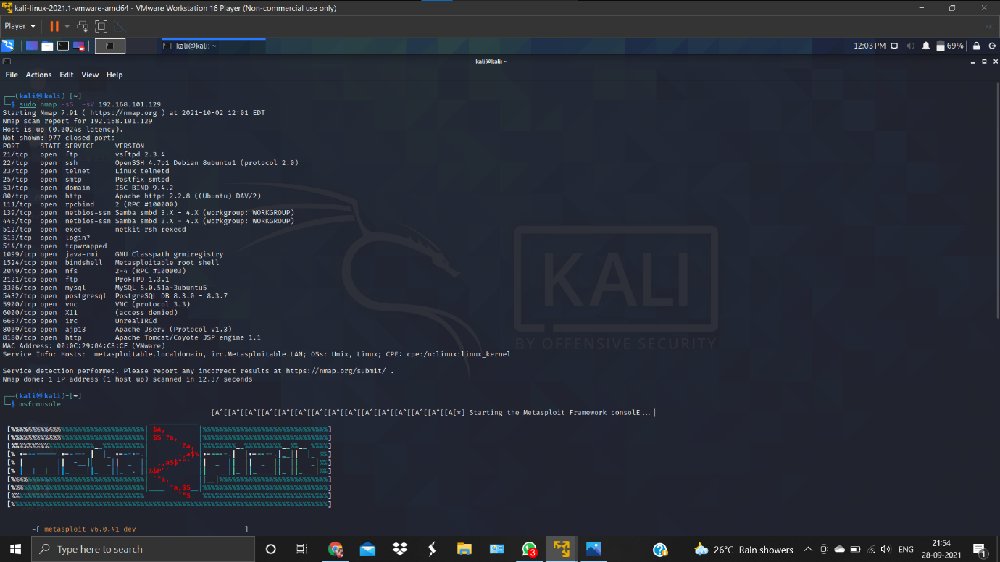 kali-linux-2021.1-vmware-amd64 - VMware Workstation 16 Player (Non-commercial use only)
Player
kali@kali: ~
12:03 PM
69%
kali@kali: ~
File Actions Edit View Help
┌──(kali㉿kali)-[~]
└─$ sudo nmap -sS  -sV 192.168.101.129
Starting Nmap 7.91 ( https://nmap.org ) at 2021-10-02 12:01 EDT
Nmap scan report for 192.168.101.129
Host is up (0.0024s latency).
Not shown: 977 closed ports
PORT     STATE SERVICE     VERSION
21/tcp   open  ftp         vsftpd 2.3.4
22/tcp   open  ssh         OpenSSH 4.7p1 Debian 8ubuntu1 (protocol 2.0)
23/tcp   open  telnet      Linux telnetd
25/tcp   open  smtp        Postfix smtpd
53/tcp   open  domain      ISC BIND 9.4.2
80/tcp   open  http        Apache httpd 2.2.8 ((Ubuntu) DAV/2)
111/tcp  open  rpcbind     2 (RPC #100000)
139/tcp  open  netbios-ssn Samba smbd 3.X - 4.X (workgroup: WORKGROUP)
445/tcp  open  netbios-ssn Samba smbd 3.X - 4.X (workgroup: WORKGROUP)
512/tcp  open  exec        netkit-rsh rexecd
513/tcp  open  login?
514/tcp  open  tcpwrapped
1099/tcp open  java-rmi    GNU Classpath grmiregistry
1524/tcp open  bindshell   Metasploitable root shell
2049/tcp open  nfs         2-4 (RPC #100003)
2121/tcp open  ftp         ProFTPD 1.3.1
3306/tcp open  mysql       MySQL 5.0.51a-3ubuntu5
5432/tcp open  postgresql  PostgreSQL DB 8.3.0 - 8.3.7
5900/tcp open  vnc         VNC (protocol 3.3)
6000/tcp open  X11         (access denied)
6667/tcp open  irc         UnrealIRCd
8009/tcp open  ajp13       Apache Jserv (Protocol v1.3)
8180/tcp open  http        Apache Tomcat/Coyote JSP engine 1.1
MAC Address: 00:0C:29:04:C8:CF (VMware)
Service Info: Hosts:  metasploitable.localdomain, irc.Metasploitable.LAN; OSs: Unix, Linux; CPE: cpe:/o:linux:linux_kernel
Service detection performed. Please report any incorrect results at https://nmap.org/submit/ .
Nmap done: 1 IP address (1 host up) scanned in 12.37 seconds
KALI
BY OFFENSIVE SECURITY
┌──(kali㉿kali)-[~]
└─$ msfconsole
[A^[[A^[[A^[[A^[[A^[[A^[[A^[[A^[[A^[[A^[[A^[[A^[[A^[[A^[[A[*] Starting the Metasploit Framework consolE...|
=[ metasploit v6.0.41-dev ]
Type here to search
3
26°C Rain showers
ENG
21:54
28-09-2021
1